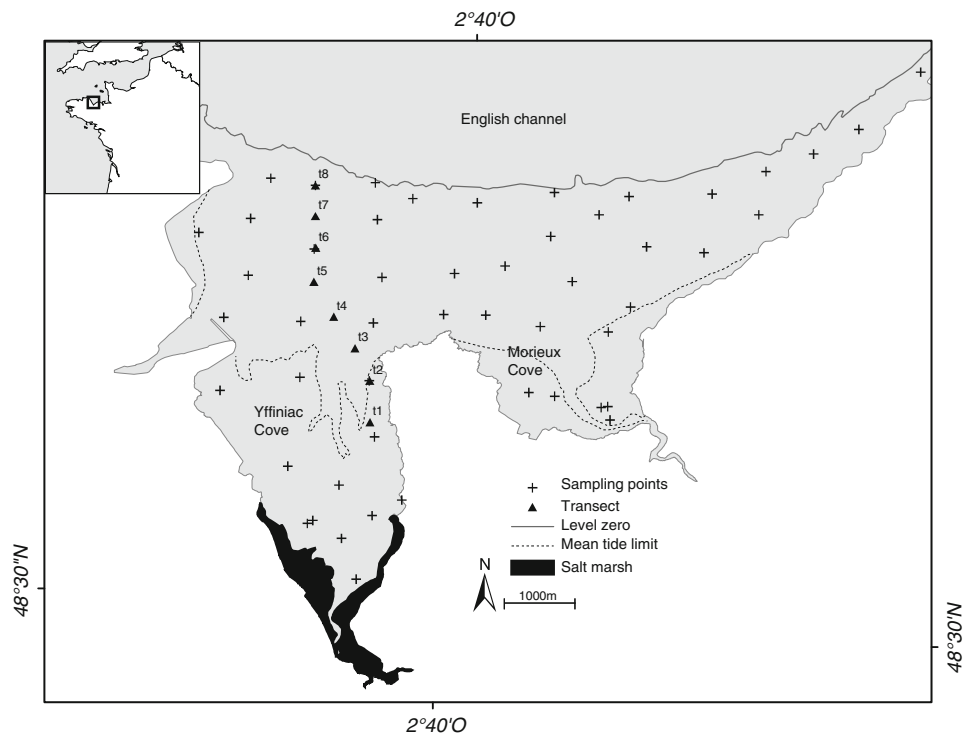 2°40'O
English channel
t8
t7
t6
t5
t4
t3
t2
t1
Morieux
Cove
Yffiniac
Cove
Sampling points
Transect
Level zero
Mean tide limit
Salt marsh
N
1000m
48°30"N
48°30"N
2°40'O